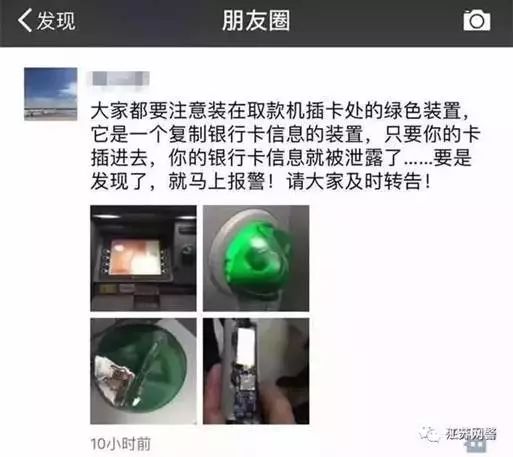 发现
朋友圈
大家都要注意装在取款机插卡处的绿色装置，
它是一个复制银行卡信息的装置，只要你的卡
插进去，你的银行卡信息就被泄露了……要是
发现了，就马上报警！请大家及时转告！
10小时前
江苏网警